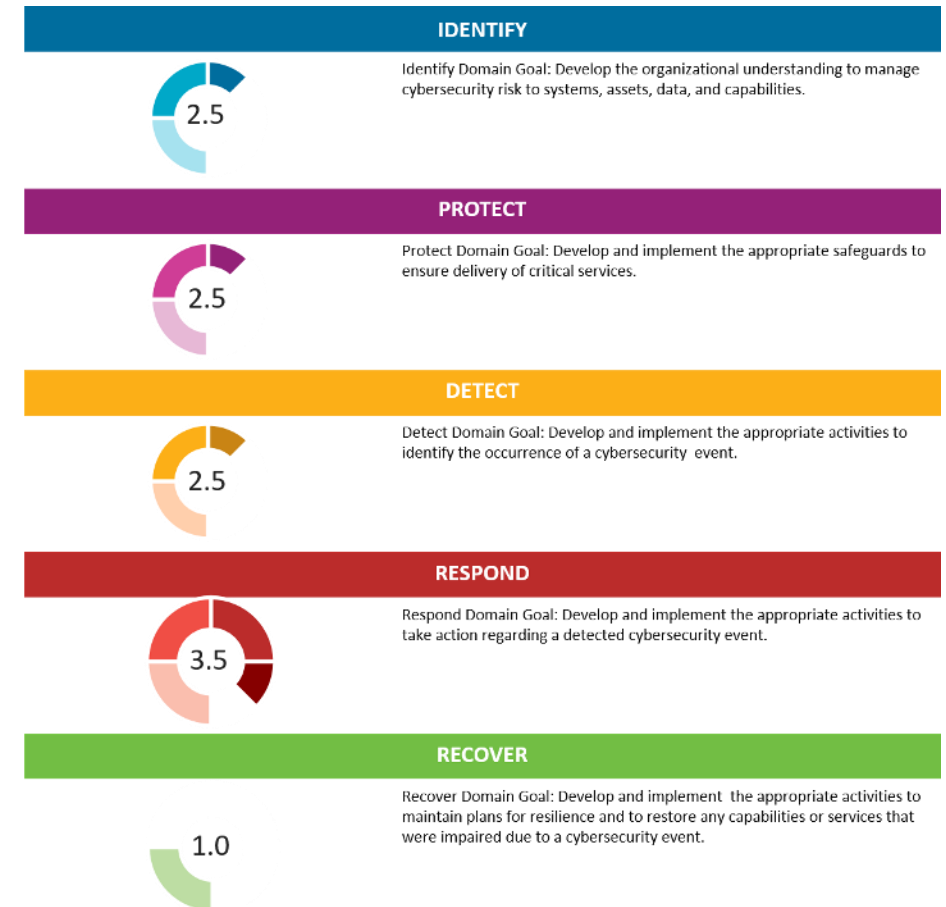 IDENTIFY
Identify Domain Goal: Develop the organizational understanding to manage
cybersecurity risk to systems, assets, data, and capabilities.
2.5
PROTECT
Protect Domain Goal: Develop and implement the appropriate safeguards to
ensure delivery of critical services.
2.5
DETECT
Detect Domain Goal: Develop and implement the appropriate activities to
identify the occurrence of a cybersecurity event.
2.5
RESPOND
Respond Domain Goal: Develop and implement the appropriate activities to
take action regarding a detected cybersecurity event.
3.5
RECOVER
Recover Domain Goal: Develop and implement the appropriate activities to
maintain plans for resilience and to restore any capabilities or services that
were impaired due to a cybersecurity event.
1.0